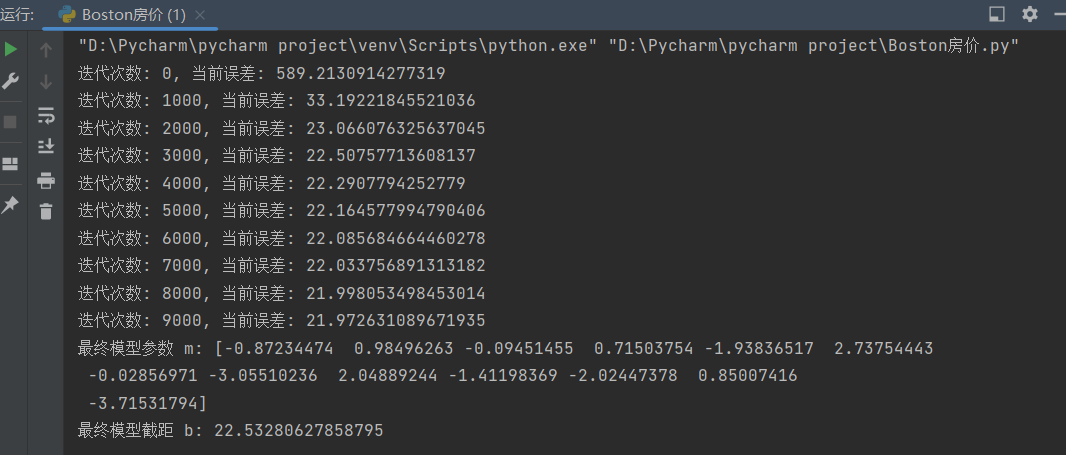 运行: Boston房价 (1) ×
"D:\Pycharm\pycharm project\venv\Scripts\python.exe" "D:\Pycharm\pycharm project\Boston房价.py"
迭代次数: 0, 当前误差: 589.2130914277319
迭代次数: 1000, 当前误差: 33.19221845521036
迭代次数: 2000, 当前误差: 23.066076325637045
迭代次数: 3000, 当前误差: 22.50757713608137
迭代次数: 4000, 当前误差: 22.2907794252779
迭代次数: 5000, 当前误差: 22.164577994790406
迭代次数: 6000, 当前误差: 22.085684664460278
迭代次数: 7000, 当前误差: 22.033756891313182
迭代次数: 8000, 当前误差: 21.998053498453014
迭代次数: 9000, 当前误差: 21.972631089671935
最终模型参数 m: [-0.87234474  0.98496263 -0.09451455  0.71503754 -1.93836517  2.73754443
 -0.02856971 -3.05510236  2.04889244 -1.41198369 -2.02447378  0.85007416
 -3.71531794]
最终模型截距 b: 22.53280627858795